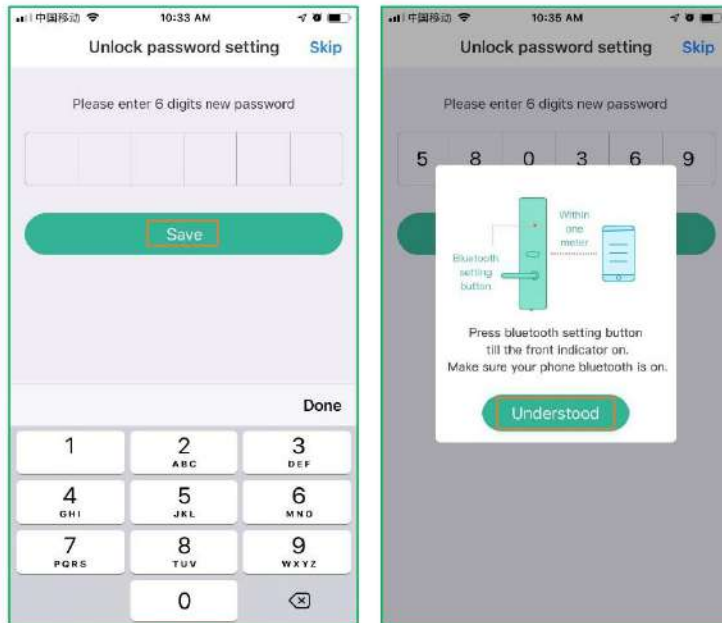 中国移动
10:33 AM
Unlock password setting
Skip
Please enter 6 digits new password
Save
Done
1
2
ABC
3
DEF
4
GHI
5
JKL
6
MNO
7
PQRS
8
TUV
9
WXYZ
0
中国移动
10:35 AM
Unlock password setting
Skip
Please enter 6 digits new password
5 8 0 3 6 9
Within
one
meter
Bluetooth
setting
button
Press bluetooth setting button
till the front indicator on.
Make sure your phone bluetooth is on.
Understood